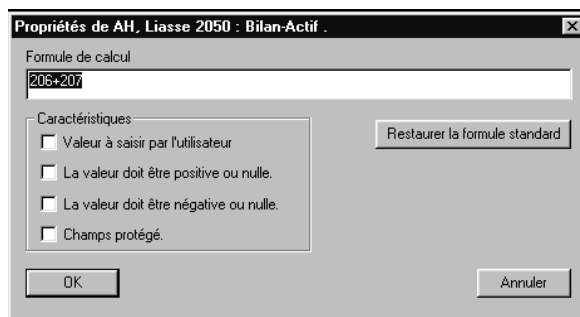 Propriétés de AH, Liasse 2050 : Bilan-Actif .
Formule de calcul
206+207
Caractéristiques
Valeur à saisir par l'utilisateur
La valeur doit être positive ou nulle.
La valeur doit être négative ou nulle.
Champs protégé.
Restaurer la formule standard
OK
Annuler